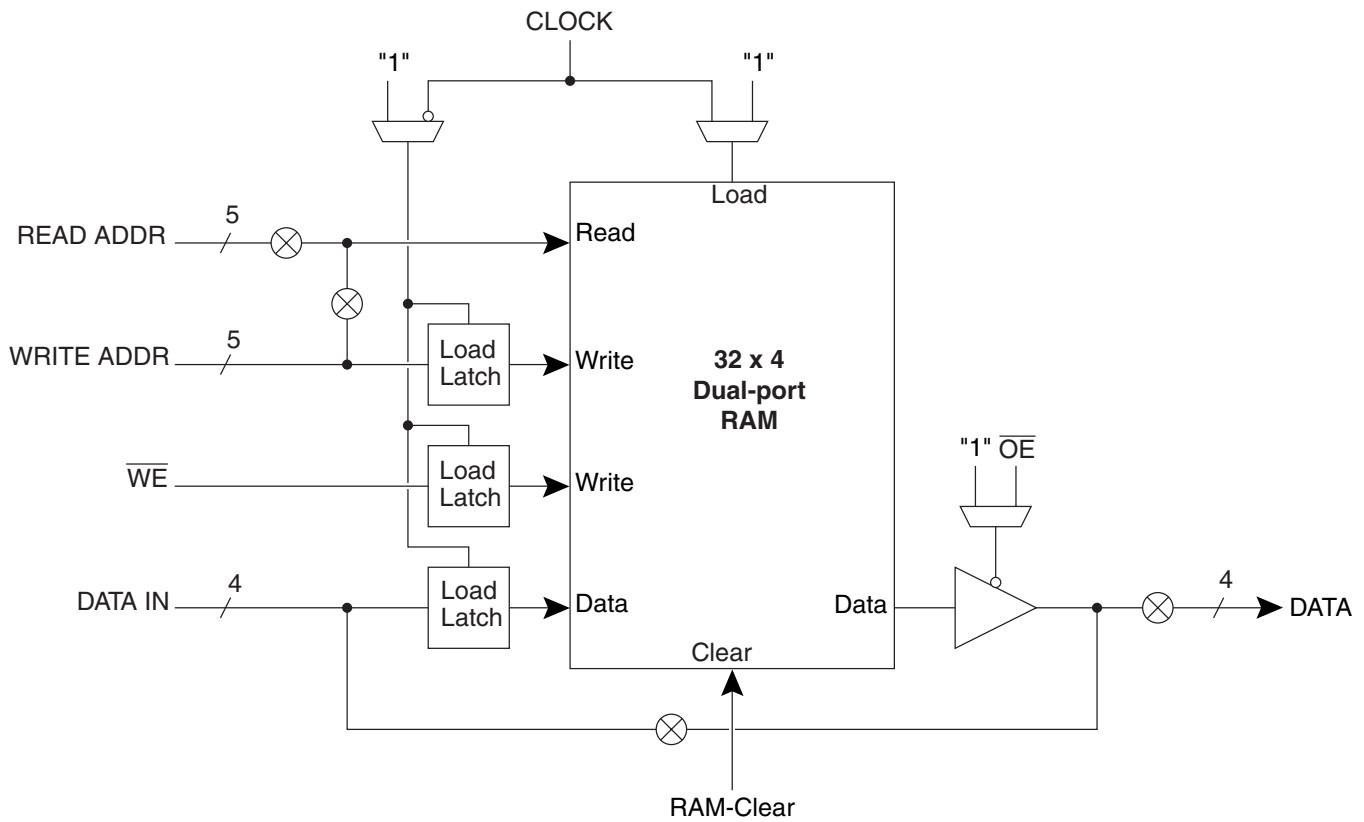 CLOCK
"1"
"1"
Load
READ ADDR
5
Read
WRITE ADDR
5
Load
Latch
Write
32 x 4
Dual-port
RAM
WE
Load
Latch
Write
"1" OE
DATA IN
4
Load
Latch
Data
Data
4
DATA
Clear
RAM-Clear